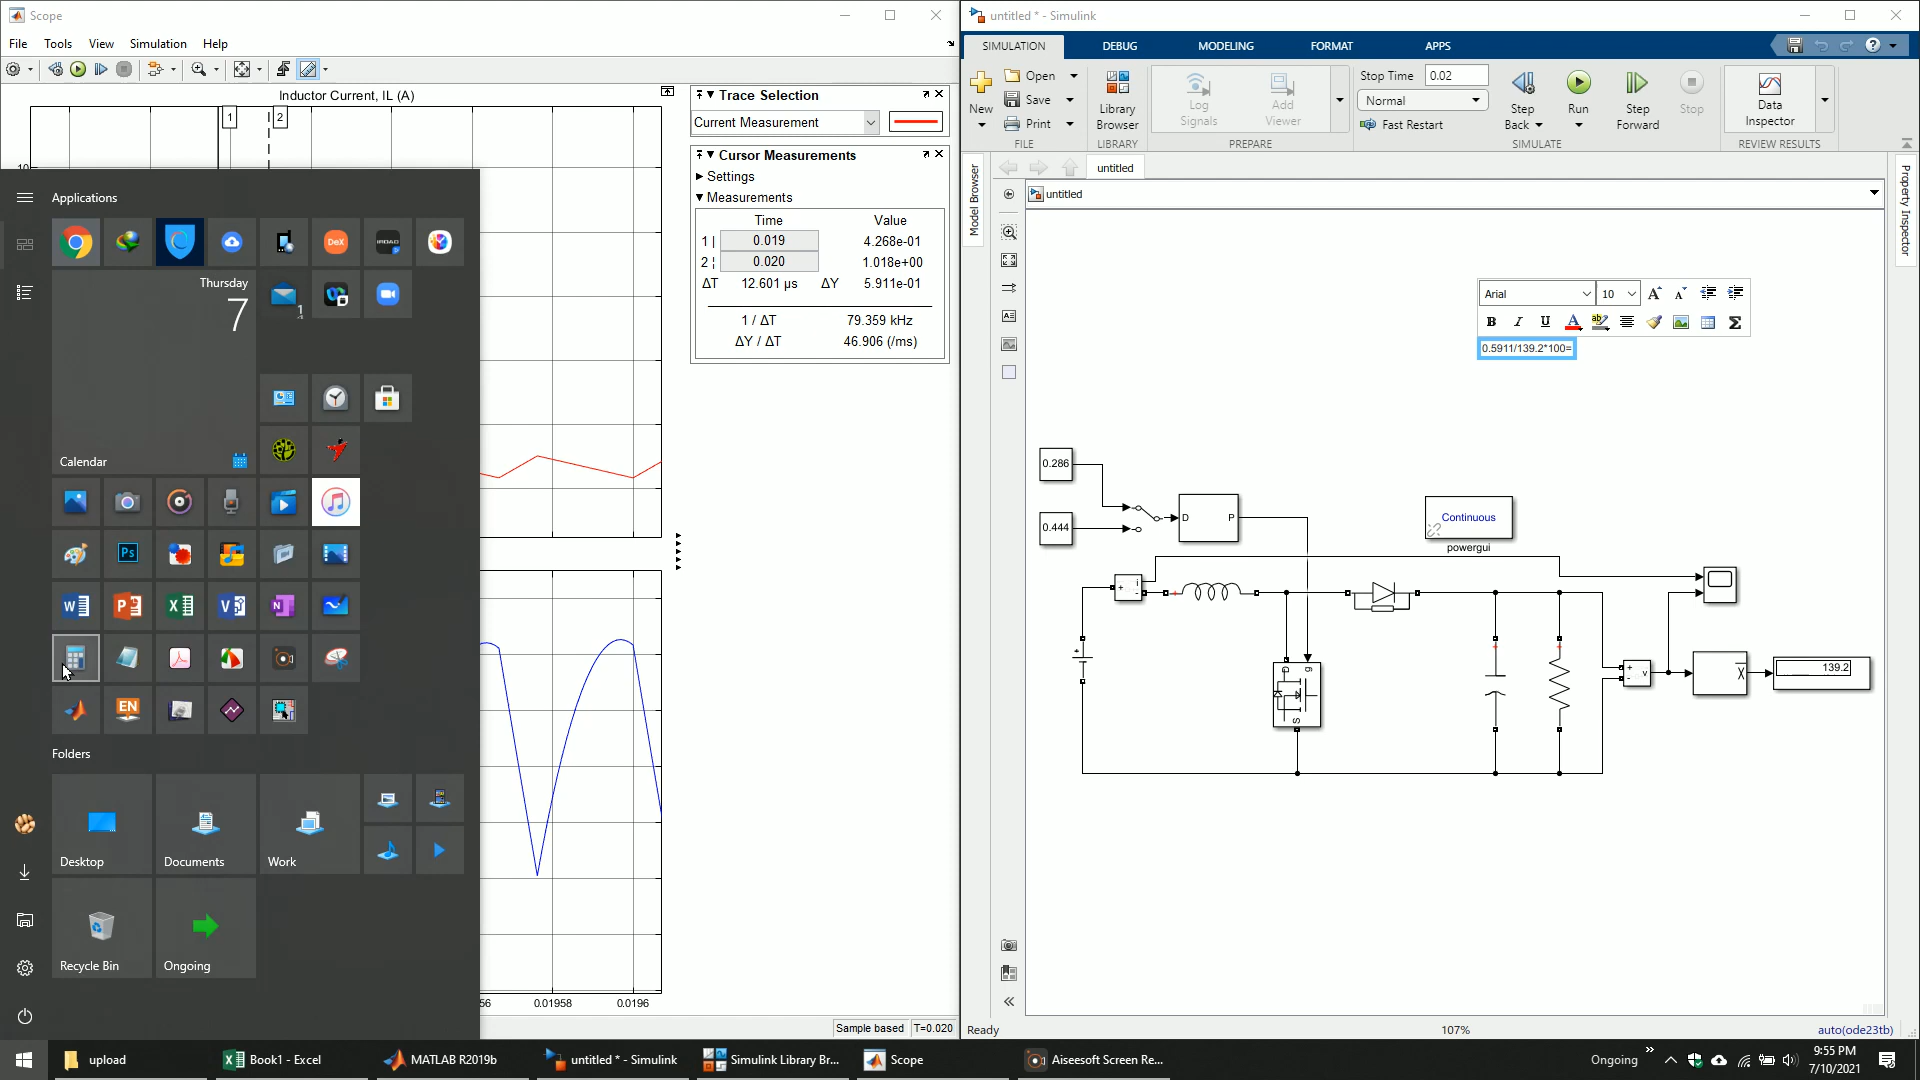 Scope
File Tools View Simulation Help
Inductor Current, IL (A)
1
2
10
Trace Selection
Current Measurement
Cursor Measurements
Settings
Measurements
Time Value
1 | 0.019 4.268e-01
2 ¦ 0.020 1.018e+00
ΔT 12.601 µs ΔY 5.911e-01
1 / ΔT 79.359 kHz
ΔY / ΔT 46.906 (/ms)
56 0.01958 0.0196
Sample based T=0.020
Applications
DeX
IROAD
Thursday
7
Calendar
1
Ps
EN
Folders
Desktop
Documents
Work
Recycle Bin
Ongoing
untitled * - Simulink
SIMULATION DEBUG MODELING FORMAT APPS
New
Open
Save
Print
FILE
Library
Browser
LIBRARY
Log
Signals
Add
Viewer
PREPARE
Stop Time 0.02
Normal
Fast Restart
Step
Back
Run
Step
Forward
Stop
SIMULATE
Data
Inspector
REVIEW RESULTS
Model Browser
untitled
untitled
Property Inspector
Arial 10
B I U A ab Σ
0.5911/139.2*100=
0.286
0.444
D P
Continuous
powergui
+ i -
g
D
S
+ v -
X
139.2
Ready 107% auto(ode23tb)
upload
Book1 - Excel
MATLAB R2019b
untitled * - Simulink
Simulink Library Br...
Scope
Aiseesoft Screen Re...
Ongoing
9:55 PM
7/10/2021